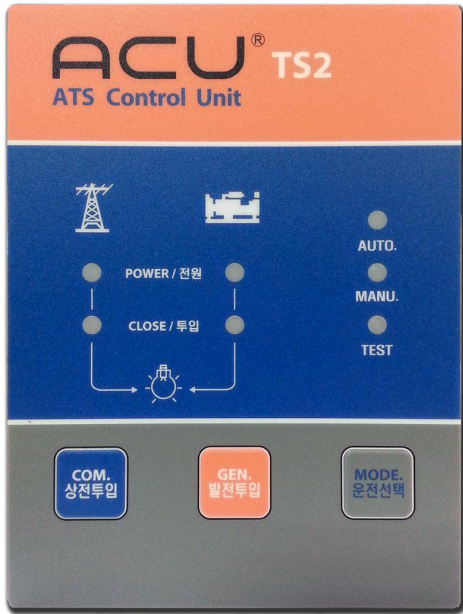 ACU® TS2
ATS Control Unit
AUTO.
POWER / 전원
MANU.
CLOSE / 투입
TEST
COM.
상전투입
GEN.
발전투입
MODE.
운전선택